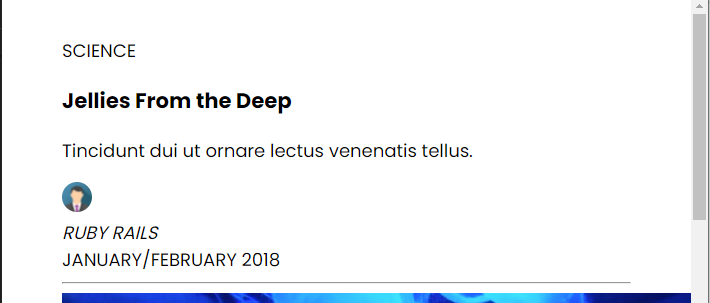 SCIENCE
Jellies From the Deep
Tincidunt dui ut ornare lectus venenatis tellus.
RUBY RAILS
JANUARY/FEBRUARY 2018